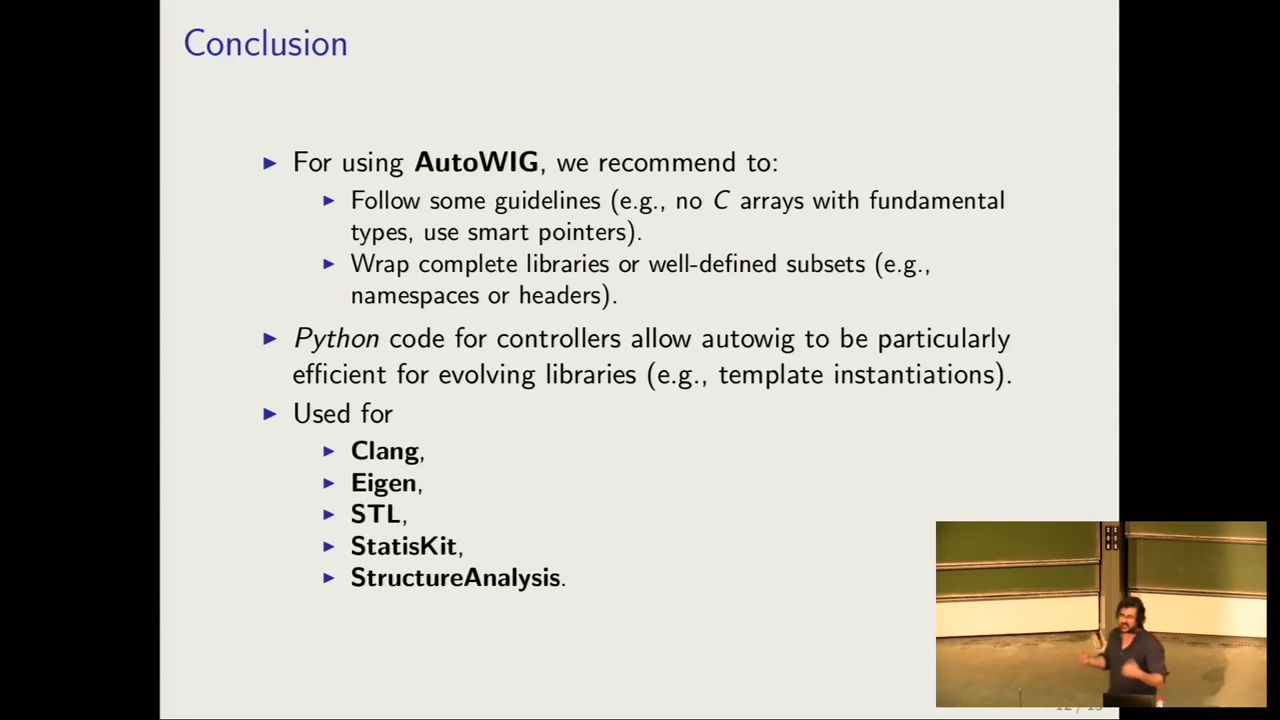 Conclusion
For using AutoWIG, we recommend to:
Follow some guidelines (e.g., no C arrays with fundamental
types, use smart pointers).
Wrap complete libraries or well-defined subsets (e.g.,
namespaces or headers).
Python code for controllers allow autowig to be particularly
efficient for evolving libraries (e.g., template instantiations).
Used for
Clang,
Eigen,
STL,
StatisKit,
StructureAnalysis.